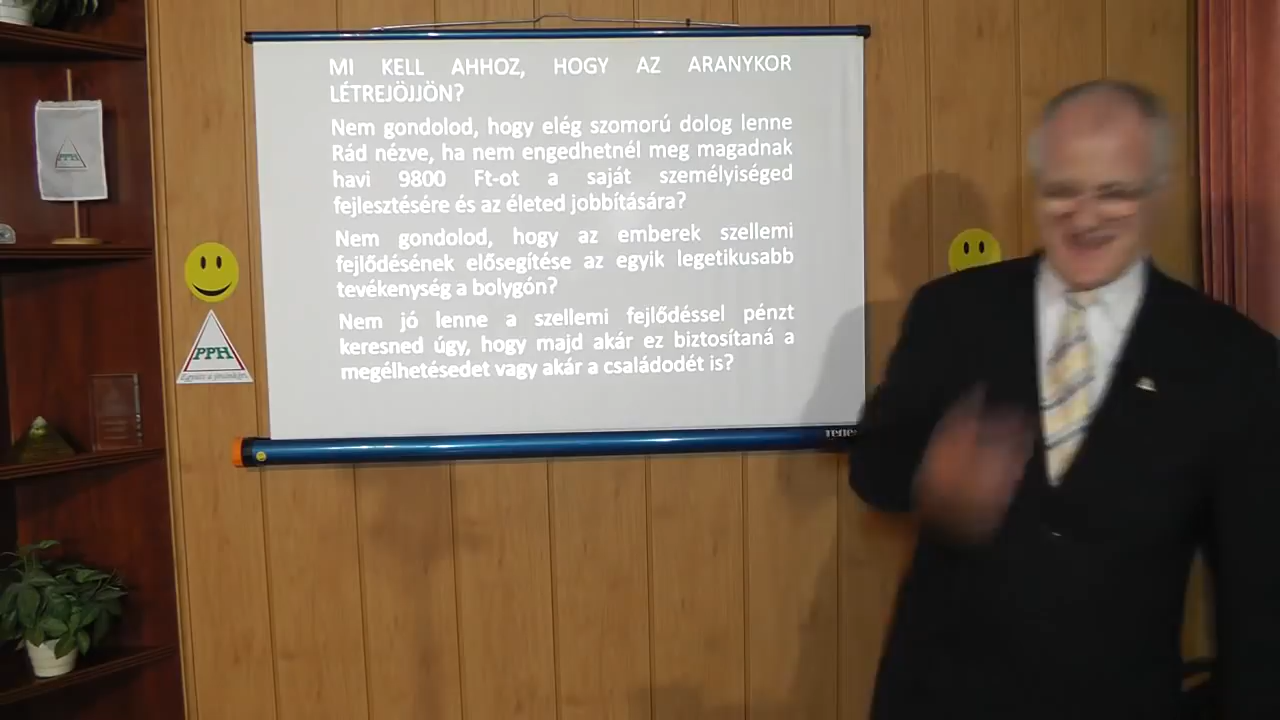 MI KELL AHHOZ, HOGY AZ ARANYKOR
LÉTREJÖJJÖN?
Nem gondolod, hogy elég szomorú dolog lenne
Rád nézve, ha nem engedhetnél meg magadnak
havi 9800 Ft-ot a saját személyiséged
fejlesztésére és az életed jobbítására?
Nem gondolod, hogy az emberek szellemi
fejlődésének elősegítése az egyik legetikusabb
tevékenység a bolygón?
Nem jó lenne a szellemi fejlődéssel pénzt
keresned úgy, hogy majd akár ez biztosítaná a
megélhetésedet vagy akár a családodét is?
PPH
PPH